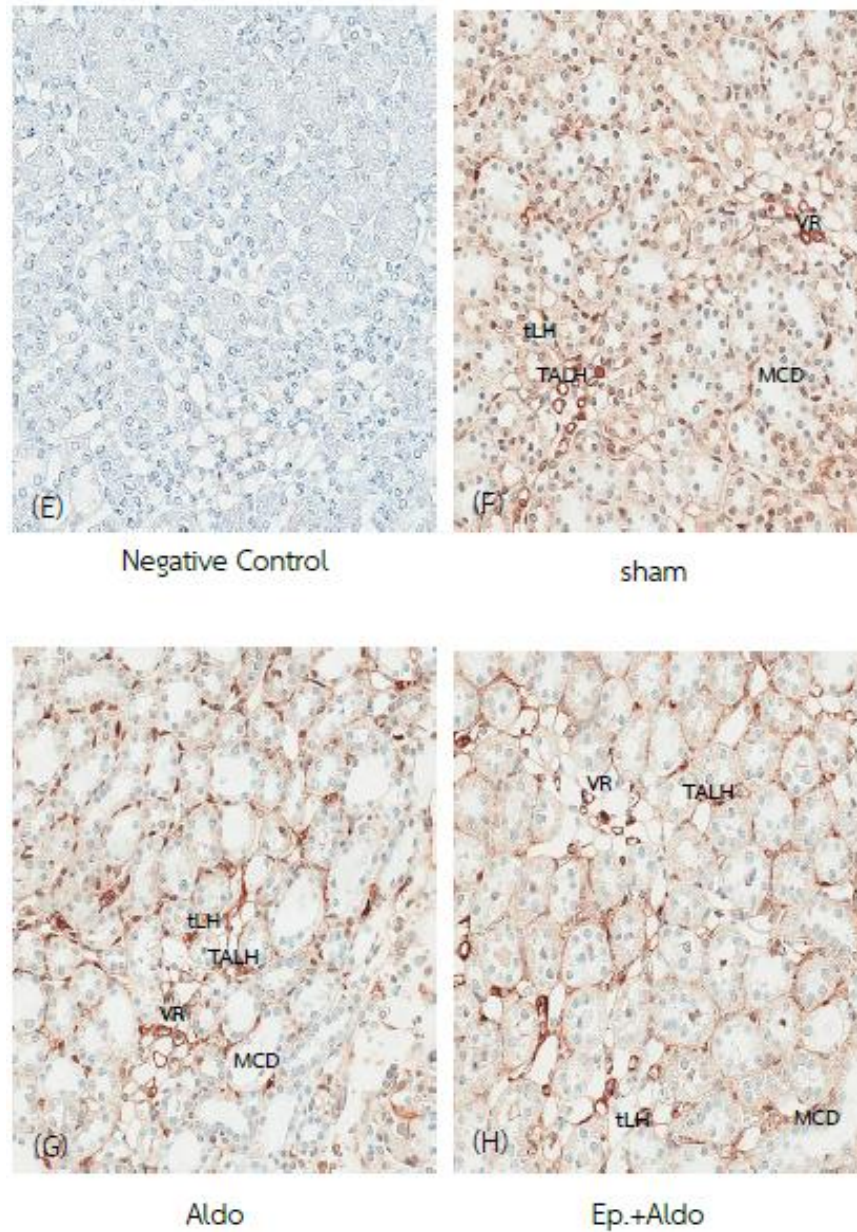 (E)
Negative Control
VR
tLH
TALH
MCD
(F)
sham
tLH
TALH
VR
MCD
(G)
Aldo
VR
TALH
tLH
MCD
(H)
Ep.+Aldo